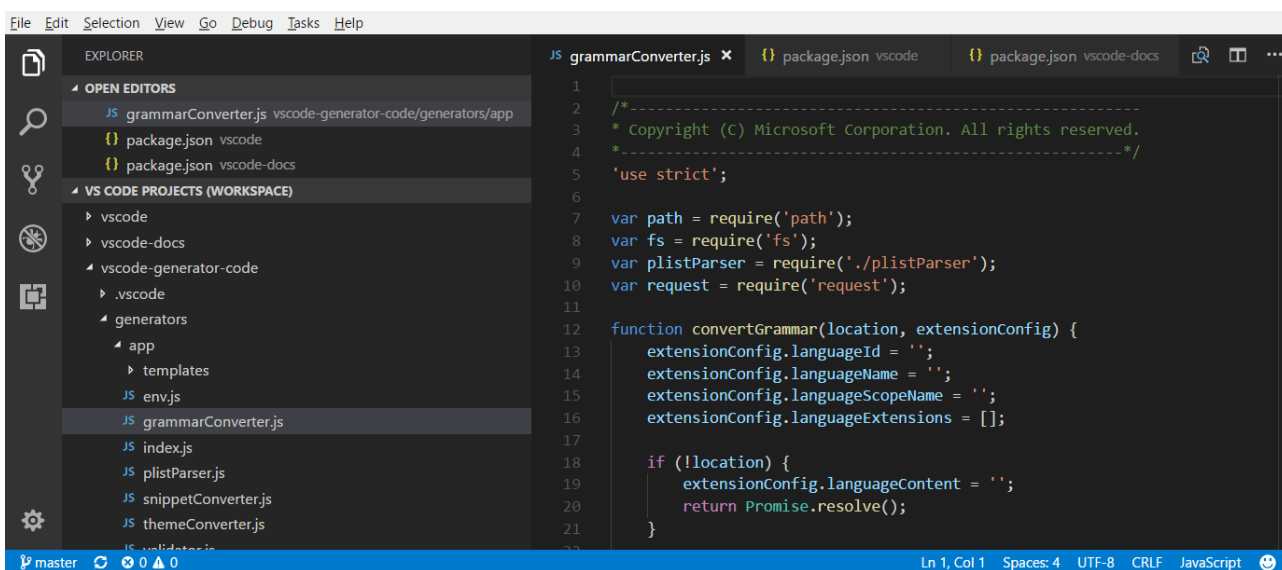 File Edit Selection View Go Debug Tasks Help
EXPLORER
OPEN EDITORS
JS grammarConverter.js vscode-generator-code/generators/app
{} package.json vscode
{} package.json vscode-docs
VS CODE PROJECTS (WORKSPACE)
vscode
vscode-docs
vscode-generator-code
.vscode
generators
app
templates
JS env.js
JS grammarConverter.js
JS index.js
JS plistParser.js
JS snippetConverter.js
JS themeConverter.js
JS grammarConverter.js × {} package.json vscode {} package.json vscode-docs
1
2 /*---------------------------------------------------------
3 * Copyright (C) Microsoft Corporation. All rights reserved.
4 *--------------------------------------------------------*/
5 'use strict';
6
7 var path = require('path');
8 var fs = require('fs');
9 var plistParser = require('./plistParser');
10 var request = require('request');
11
12 function convertGrammar(location, extensionConfig) {
13 extensionConfig.languageId = '';
14 extensionConfig.languageName = '';
15 extensionConfig.languageScopeName = '';
16 extensionConfig.languageExtensions = [];
17
18 if (!location) {
19 extensionConfig.languageContent = '';
20 return Promise.resolve();
21 }
master 0 0 Ln 1, Col 1 Spaces: 4 UTF-8 CRLF JavaScript